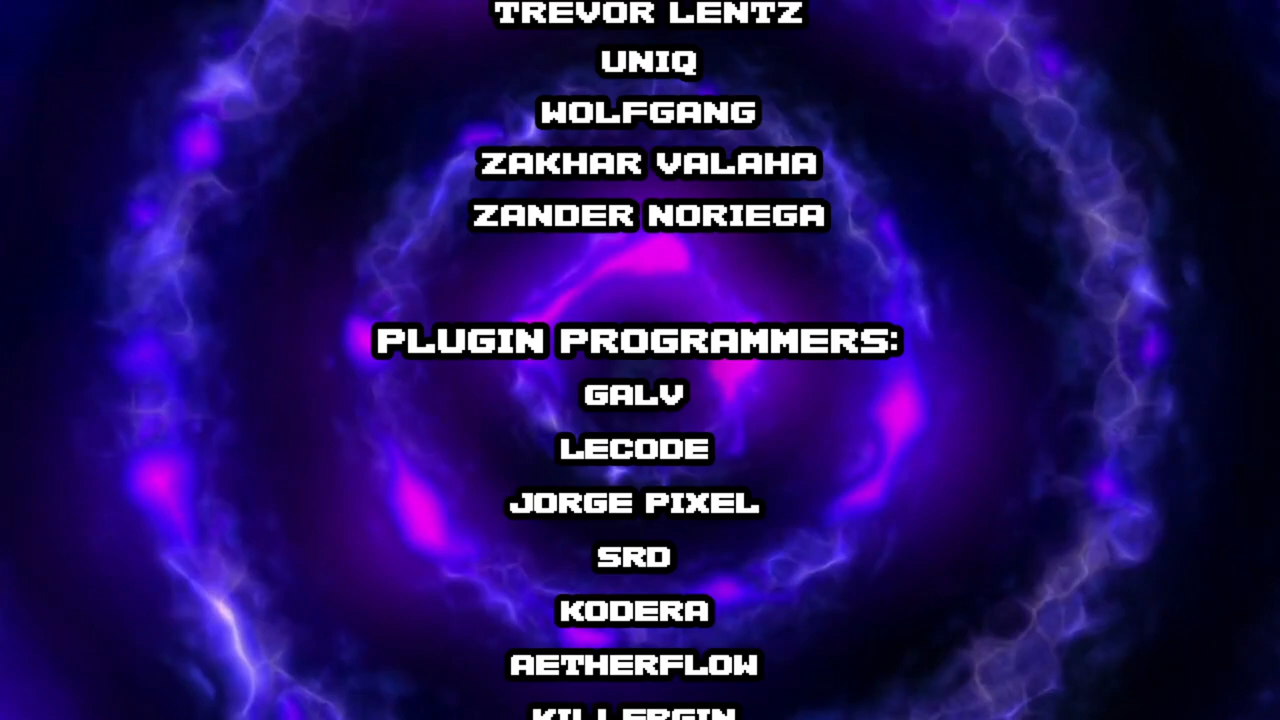 TREVOR LENTZ
UNIQ
WOLFGANG
ZAKHAR VALAHA
ZANDER NORIEGA
PLUGIN PROGRAMMERS:
GALV
LECODE
JORGE PIXEL
SRD
KODERA
AETHERFLOW